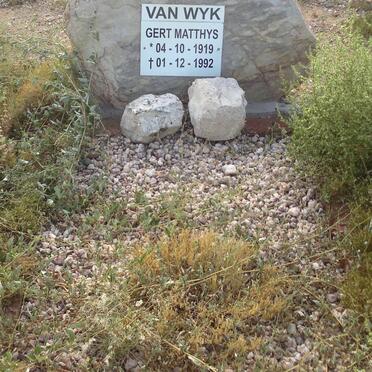 VAN WYK
GERT MATTHYS
* 04 - 10 - 1919
† 01 - 12 - 1992